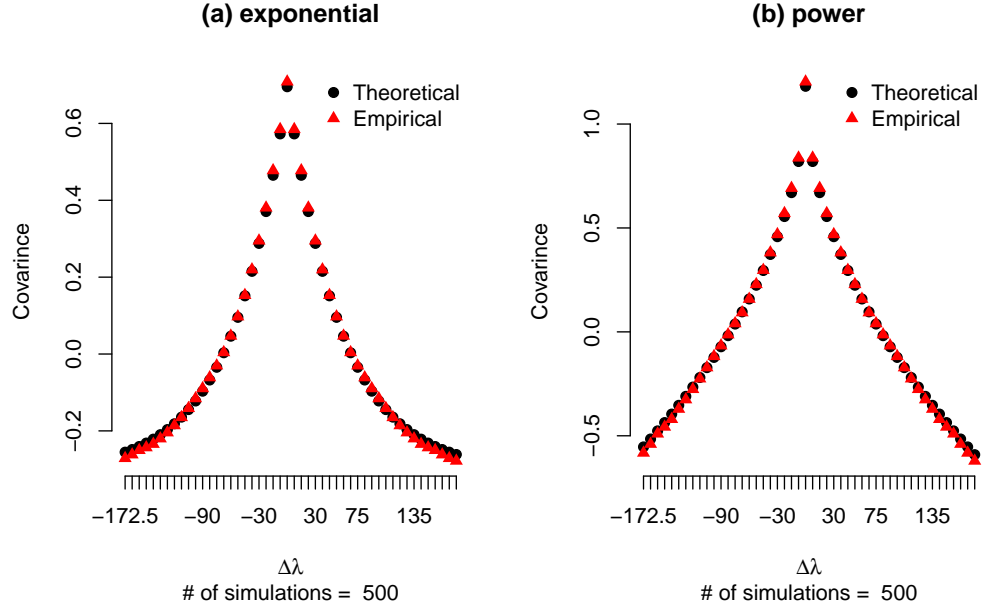 (a) exponential
Theoretical
Empirical
Covarince
0.6
0.4
0.2
0.0
−0.2
−172.5 −90 −30 30 75 135
Δλ
# of simulations = 500
(b) power
Theoretical
Empirical
Covarince
1.0
0.5
0.0
−0.5
−172.5 −90 −30 30 75 135
Δλ
# of simulations = 500